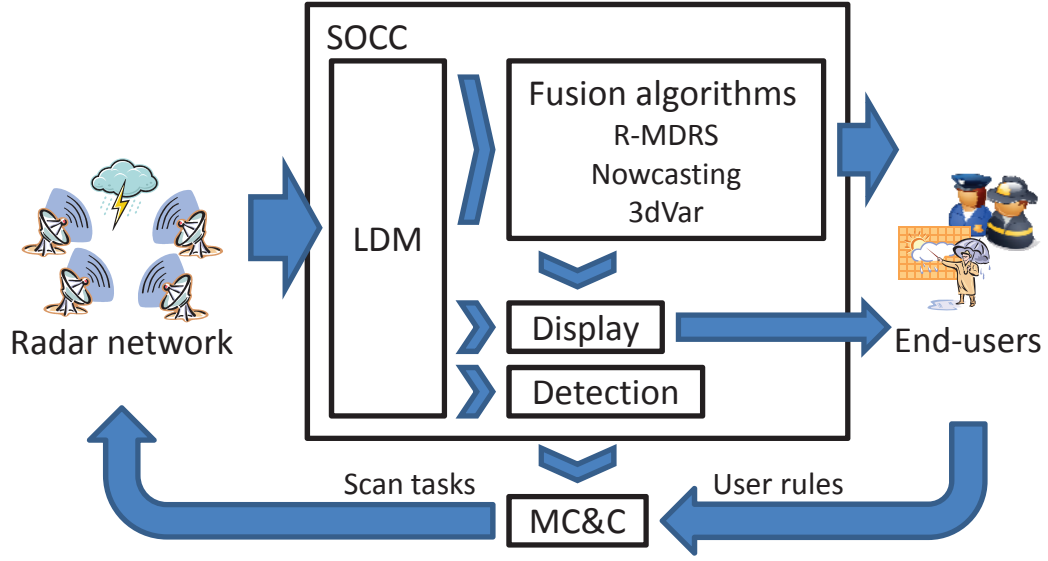 SOCC
LDM
Fusion algorithms
R-MDRS
Nowcasting
3dVar
Radar network
Display
End-users
Detection
Scan tasks
User rules
MC&C